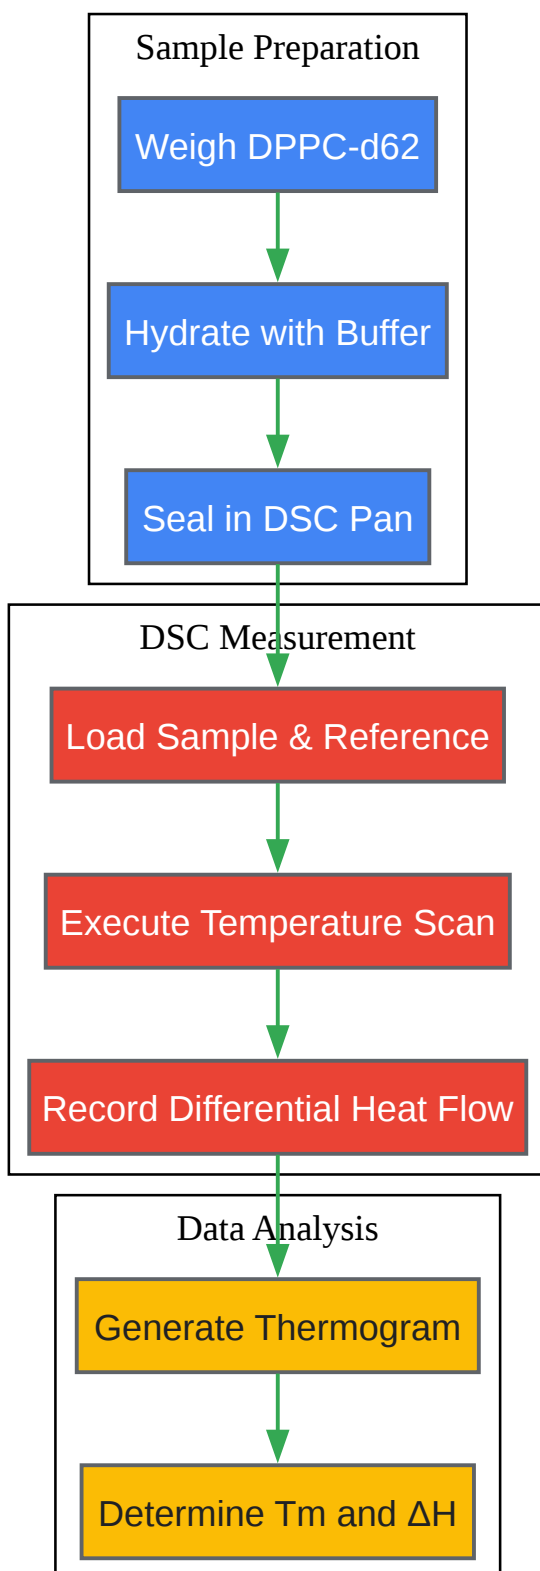 Sample Preparation
Weigh DPPC-d62
Hydrate with Buffer
Seal in DSC Pan
DSC Measurement
Load Sample & Reference
Execute Temperature Scan
Record Differential Heat Flow
Data Analysis
Generate Thermogram
Determine Tm and ΔH